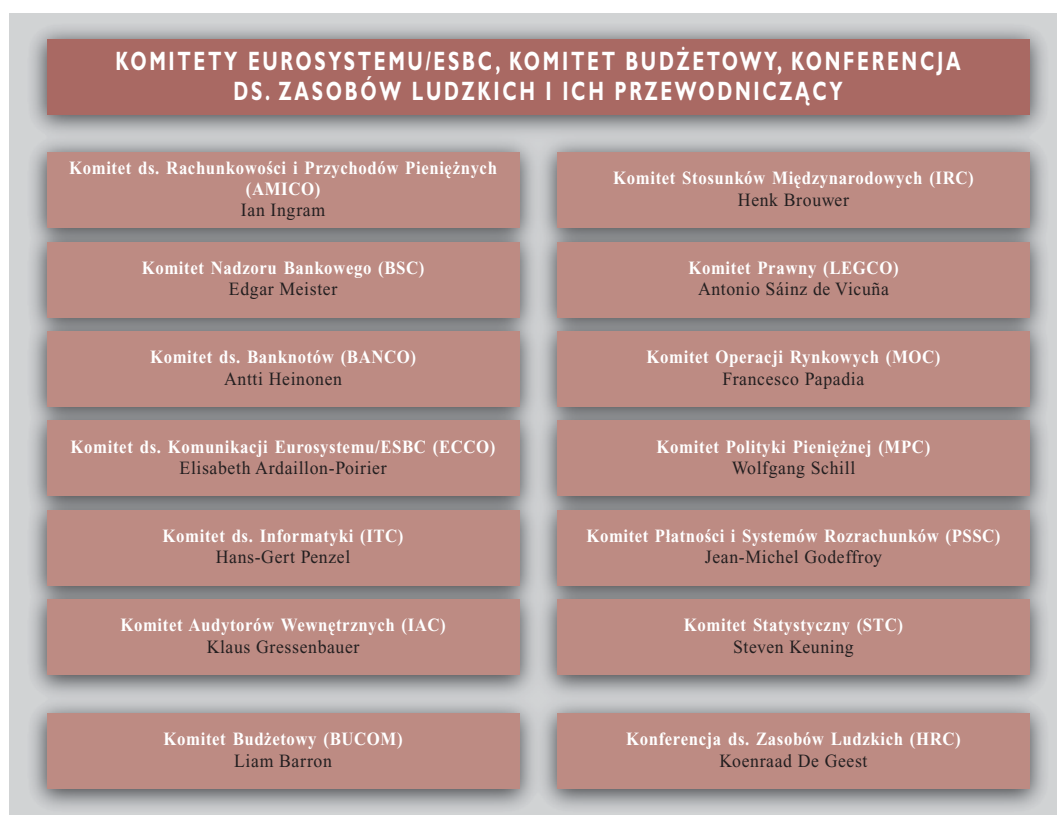 KOMITETY EUROSYSTEMU/ESBC, KOMITET BUDŻETOWY, KONFERENCJA
DS. ZASOBÓW LUDZKICH I ICH PRZEWODNICZĄCY
Komitet ds. Rachunkowości i Przychodów Pieniężnych
(AMICO)
Ian Ingram
Komitet Stosunków Międzynarodowych (IRC)
Henk Brouwer
Komitet Nadzoru Bankowego (BSC)
Edgar Meister
Komitet Prawny (LEGCO)
Antonio Sáinz de Vicuña
Komitet ds. Banknotów (BANCO)
Antti Heinonen
Komitet Operacji Rynkowych (MOC)
Francesco Papadia
Komitet ds. Komunikacji Eurosystemu/ESBC (ECCO)
Elisabeth Ardaillon-Poirier
Komitet Polityki Pieniężnej (MPC)
Wolfgang Schill
Komitet ds. Informatyki (ITC)
Hans-Gert Penzel
Komitet Płatności i Systemów Rozrachunków (PSSC)
Jean-Michel Godeffroy
Komitet Audytorów Wewnętrznych (IAC)
Klaus Gressenbauer
Komitet Statystyczny (STC)
Steven Keuning
Komitet Budżetowy (BUCOM)
Liam Barron
Konferencja ds. Zasobów Ludzkich (HRC)
Koenraad De Geest